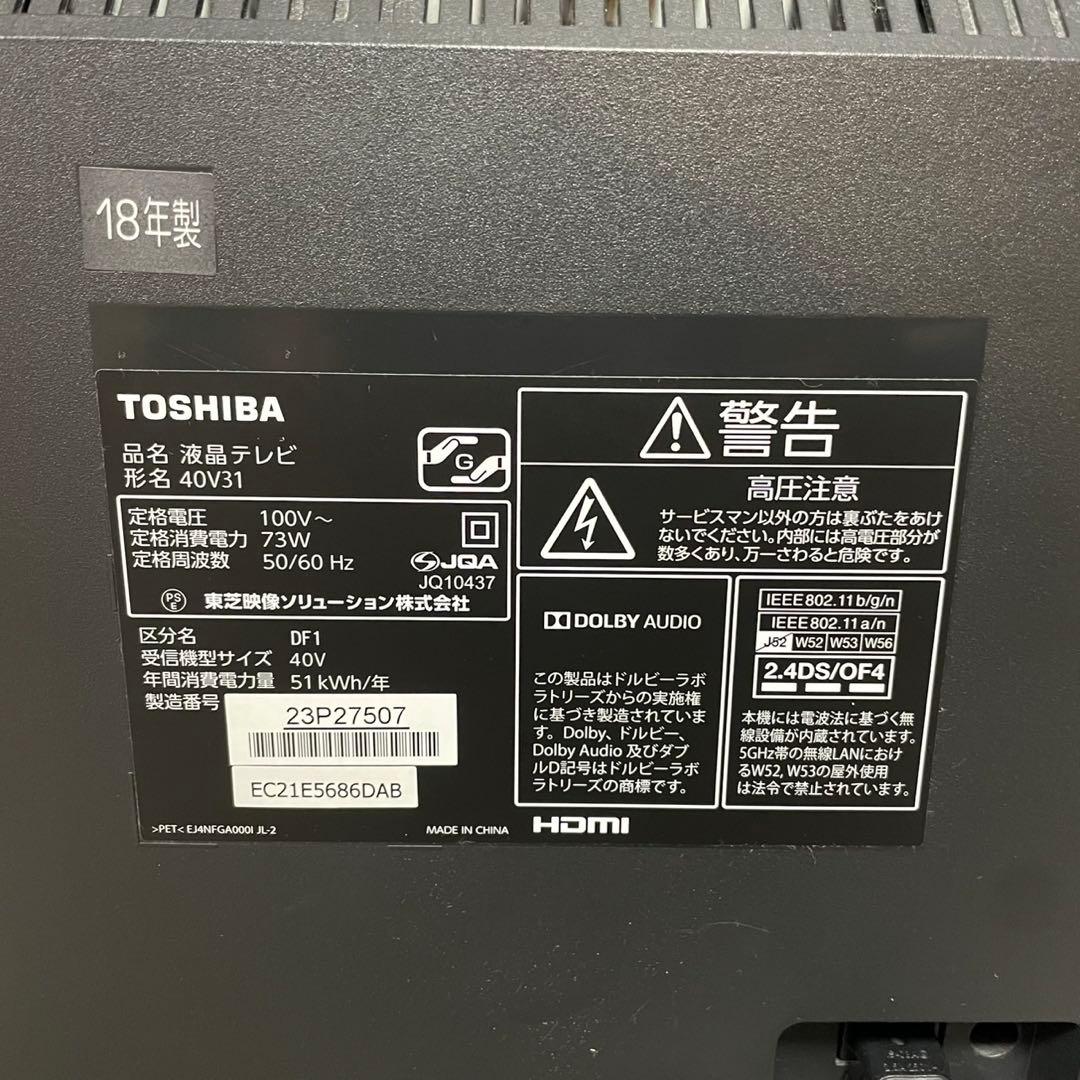 18年製
TOSHIBA
品名 液晶テレビ
形名 40V31
G
定格電圧 100V～
定格消費電力 73W
定格周波数 50/60 Hz
JQA
JQ10437
PS
E
東芝映像ソリューション株式会社
区分名 DF1
受信機型サイズ 40V
年間消費電力量 51kWh/年
製造番号
23P27507
EC21E5686DAB
>PET< EJ4NFGA000I JL-2
MADE IN CHINA
警告
高圧注意
サービスマン以外の方は裏ぶたをあけ
ないでください。内部には高電圧部分が
数多くあり、万一さわると危険です。
DOLBY AUDIO
この製品はドルビーラボ
ラトリーズからの実施権
に基づき製造されていま
す。Dolby、ドルビー、
Dolby Audio 及びダブ
ルD記号はドルビーラボ
ラトリーズの商標です。
IEEE802.11b/g/n
IEEE802.11a/n
J52 W52 W53 W56
2.4DS/OF4
本機には電波法に基づく無
線設備が内蔵されています。
5GHz帯の無線LANにおけ
るW52, W53の屋外使用
は法令で禁止されています。
HDMI